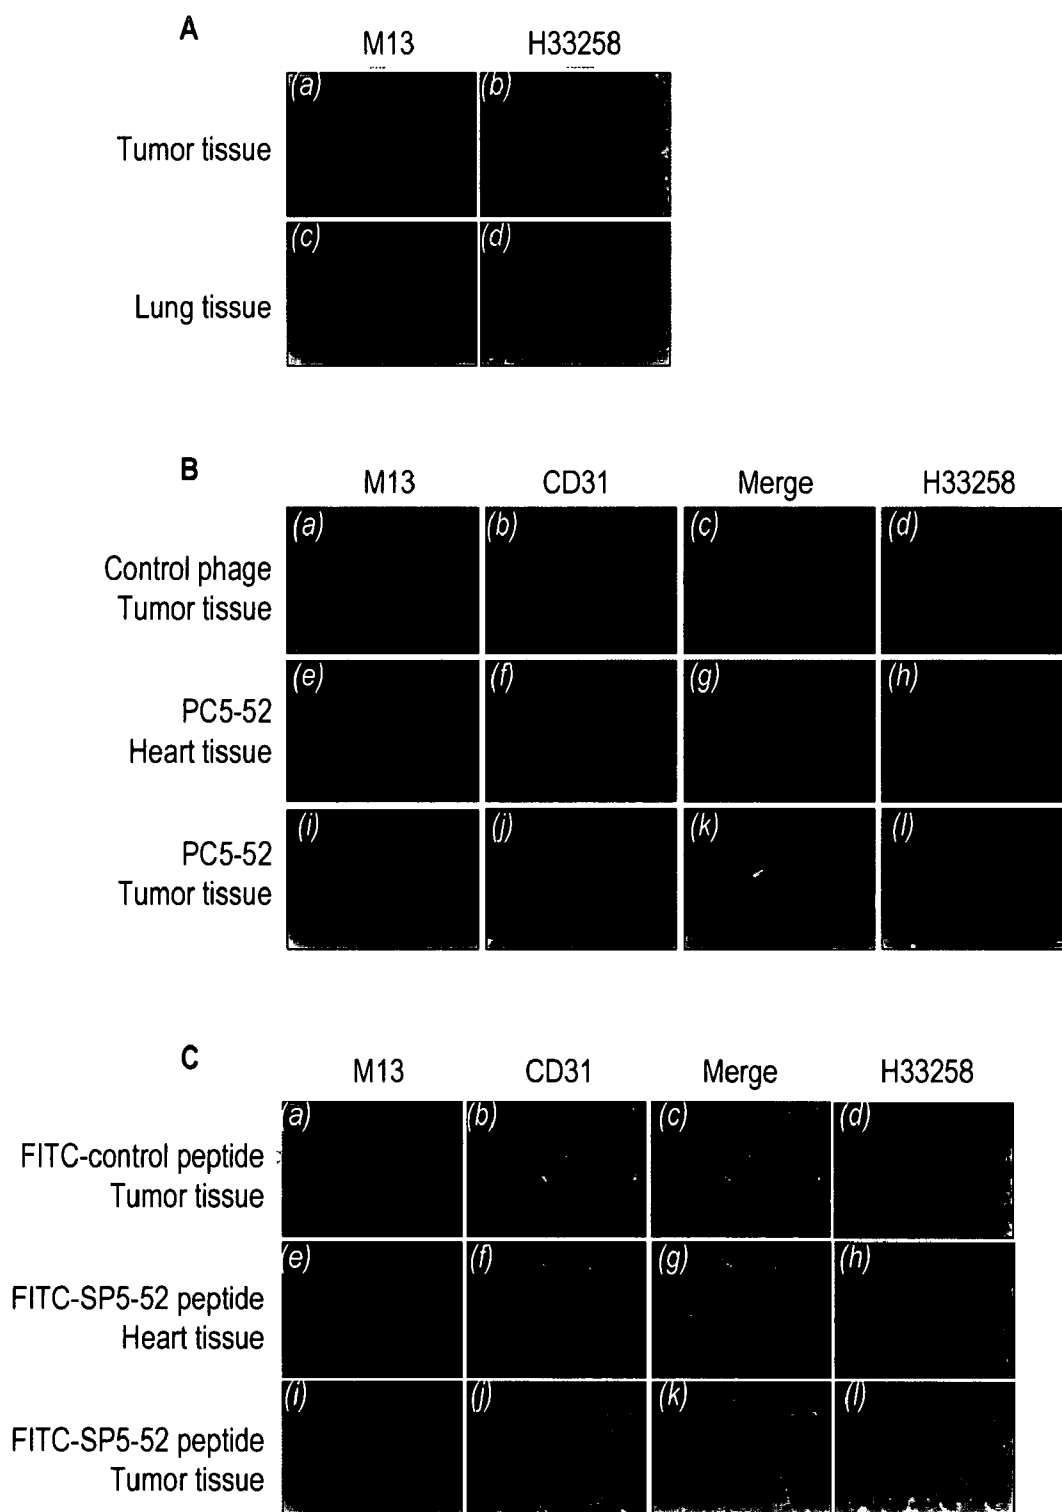 A
M13 H33258
(a) (b)
Tumor tissue
(c) (d)
Lung tissue
B
M13 CD31 Merge H33258
(a) (b) (c) (d)
Control phage
Tumor tissue
(e) (f) (g) (h)
PC5-52
Heart tissue
(i) (j) (k) (l)
PC5-52
Tumor tissue
C
M13 CD31 Merge H33258
(a) (b) (c) (d)
FITC-control peptide
Tumor tissue
(e) (f) (g) (h)
FITC-SP5-52 peptide
Heart tissue
(i) (j) (k) (l)
FITC-SP5-52 peptide
Tumor tissue